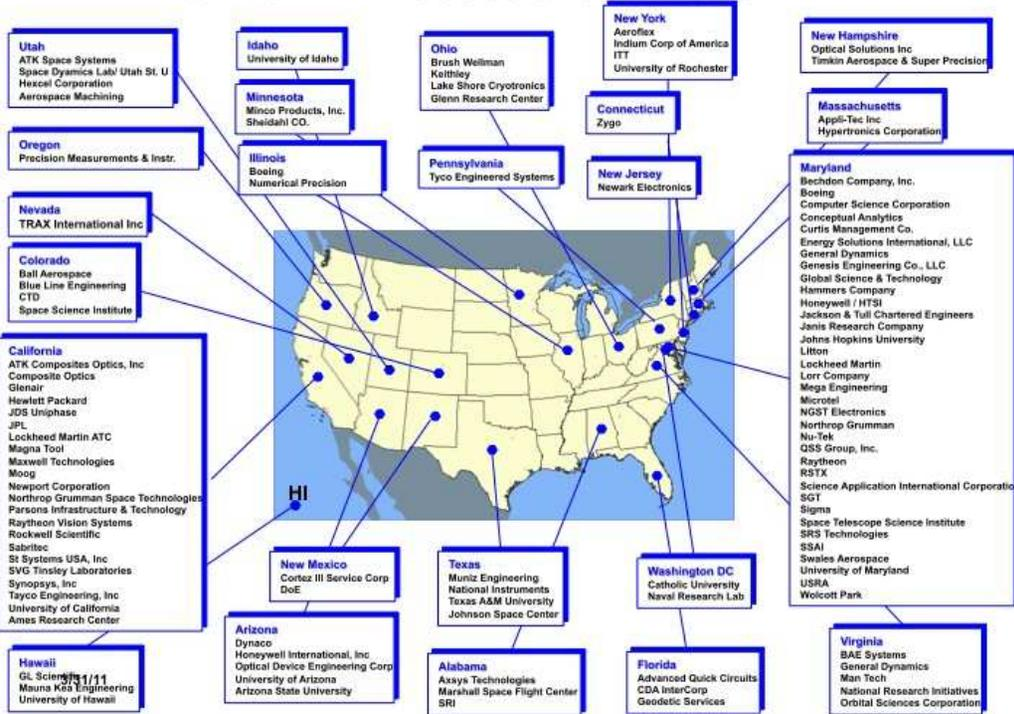 Utah
ATK Space Systems
Space Dyamics Lab/ Utah St. U
Hexcel Corporation
Aerospace Machining
Idaho
University of Idaho
Minnesota
Minco Products, Inc.
Sheidahl CO.
Ohio
Brush Wellman
Keithley
Lake Shore Cryotronics
Glenn Research Center
New York
Aeroflex
Indium Corp of America
ITT
University of Rochester
Connecticut
Zygo
New Hampshire
Optical Solutions Inc
Timkin Aerospace & Super Precision
Massachusetts
Appli-Tec Inc
Hypertronics Corporation
Oregon
Precision Measurements & Instr.
Illinois
Boeing
Numerical Precision
Pennsylvania
Tyco Engineered Systems
New Jersey
Newark Electronics
Maryland
Bechdon Company, Inc.
Boeing
Computer Science Corporation
Conceptual Analytics
Curtis Management Co.
Energy Solutions International, LLC
General Dynamics
Genesis Engineering Co., LLC
Global Science & Technology
Hammers Company
Honeywell / HTSI
Jackson & Tull Chartered Engineers
Janis Research Company
Johns Hopkins University
Litton
Lockheed Martin
Lorr Company
Mega Engineering
Microtel
NGST Electronics
Northrop Grumman
Nu-Tek
QSS Group, Inc.
Raytheon
RSTX
Science Application International Corporatio
SGT
Sigma
Space Telescope Science Institute
SRS Technologies
SSAI
Swales Aerospace
University of Maryland
USRA
Wolcott Park
Nevada
TRAX International Inc
Colorado
Ball Aerospace
Blue Line Engineering
CTD
Space Science Institute
California
ATK Composites Optics, Inc
Composite Optics
Glenair
Hewlett Packard
JDS Uniphase
JPL
Lockheed Martin ATC
Magna Tool
Maxwell Technologies
Moog
Newport Corporation
Northrop Grumman Space Technologies
Parsons Infrastructure & Technology
Raytheon Vision Systems
Rockwell Scientific
Sabritec
St Systems USA, Inc
SVG Tinsley Laboratories
Synopsys, Inc
Tayco Engineering, Inc
University of California
Ames Research Center
HI
New Mexico
Cortez III Service Corp
DoE
Texas
Muniz Engineering
National Instruments
Texas A&M University
Johnson Space Center
Washington DC
Catholic University
Naval Research Lab
Arizona
Dynaco
Honeywell International, Inc
Optical Device Engineering Corp
University of Arizona
Arizona State University
Alabama
Axsys Technologies
Marshall Space Flight Center
SRI
Florida
Advanced Quick Circuits
CDA InterCorp
Geodetic Services
Virginia
BAE Systems
General Dynamics
Man Tech
National Research Initiatives
Orbital Sciences Corporation
Hawaii
GL Scientific
Mauna Kea Engineering
University of Hawaii
3/31/11